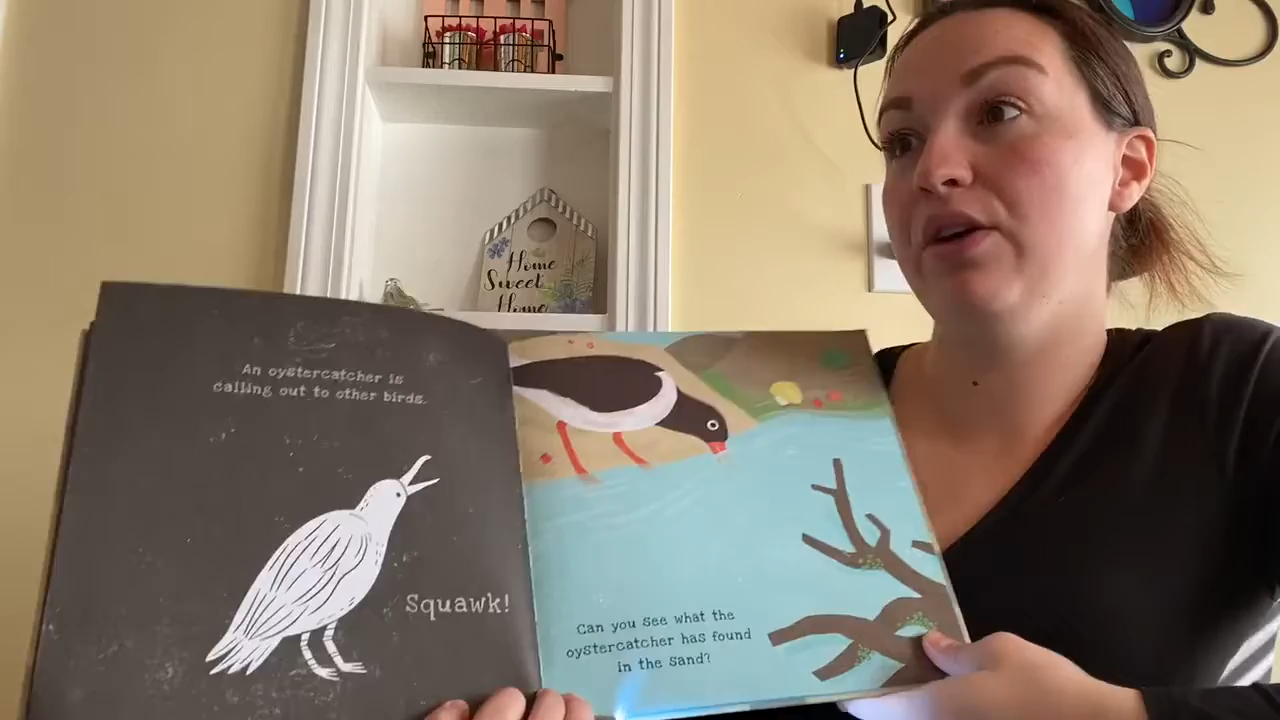 Home
Sweet
Home
An oystercatcher is
calling out to other birds.
Squawk!
Can you see what the
oystercatcher has found
in the sand?